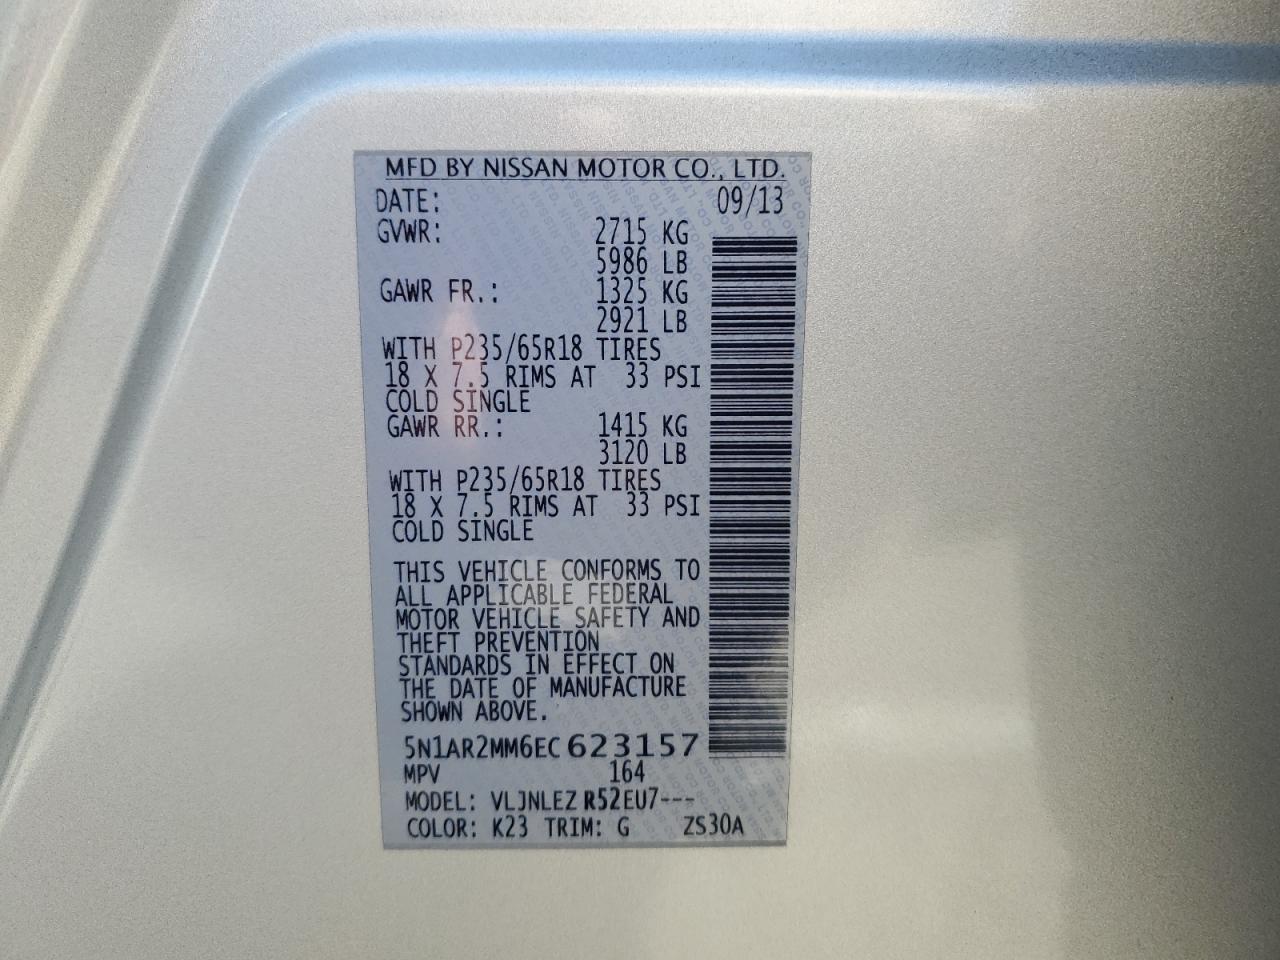 MFD BY NISSAN MOTOR CO., LTD.
DATE: 09/13
GVWR: 2715 KG
5986 LB
GAWR FR.: 1325 KG
2921 LB
WITH P235/65R18 TIRES
18 X 7.5 RIMS AT 33 PSI
COLD SINGLE
GAWR RR.: 1415 KG
3120 LB
WITH P235/65R18 TIRES
18 X 7.5 RIMS AT 33 PSI
COLD SINGLE
THIS VEHICLE CONFORMS TO
ALL APPLICABLE FEDERAL
MOTOR VEHICLE SAFETY AND
THEFT PREVENTION
STANDARDS IN EFFECT ON
THE DATE OF MANUFACTURE
SHOWN ABOVE.
5N1AR2MM6EC623157
MPV 164
MODEL: VLJNLEZ R52EU7---
COLOR: K23 TRIM: G ZS30A